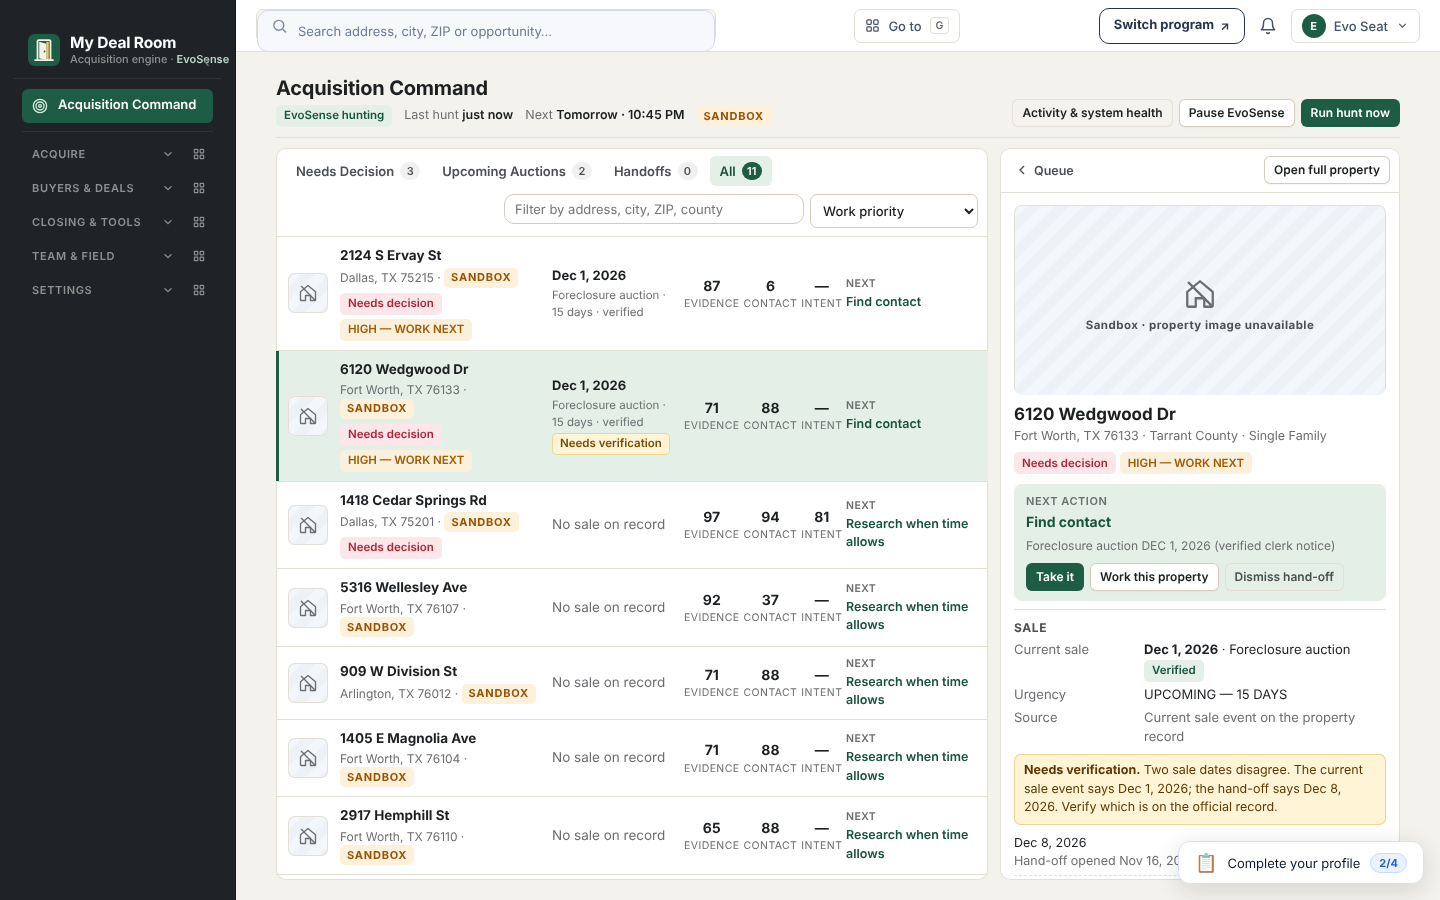 My Deal Room
Acquisition engine · EvoSense
Acquisition Command
ACQUIRE
BUYERS & DEALS
CLOSING & TOOLS
TEAM & FIELD
SETTINGS
Search address, city, ZIP or opportunity...
Go to G
Switch program ↗
E Evo Seat
Acquisition Command
EvoSense hunting Last hunt just now Next Tomorrow · 10:45 PM SANDBOX
Activity & system health Pause EvoSense Run hunt now
Needs Decision 3 Upcoming Auctions 2 Handoffs 0 All 11
Filter by address, city, ZIP, county Work priority
2124 S Ervay St
Dallas, TX 75215 · SANDBOX
Needs decision
HIGH — WORK NEXT
Dec 1, 2026
Foreclosure auction ·
15 days · verified
87 6 —
EVIDENCE CONTACT INTENT
NEXT
Find contact
6120 Wedgwood Dr
Fort Worth, TX 76133 ·
SANDBOX
Needs decision
HIGH — WORK NEXT
Dec 1, 2026
Foreclosure auction ·
15 days · verified
Needs verification
71 88 —
EVIDENCE CONTACT INTENT
NEXT
Find contact
1418 Cedar Springs Rd
Dallas, TX 75201 · SANDBOX
Needs decision
No sale on record
97 94 81
EVIDENCE CONTACT INTENT
NEXT
Research when time
allows
5316 Wellesley Ave
Fort Worth, TX 76107 ·
SANDBOX
No sale on record
92 37 —
EVIDENCE CONTACT INTENT
NEXT
Research when time
allows
909 W Division St
Arlington, TX 76012 · SANDBOX
No sale on record
71 88 —
EVIDENCE CONTACT INTENT
NEXT
Research when time
allows
1405 E Magnolia Ave
Fort Worth, TX 76104 ·
SANDBOX
No sale on record
71 88 —
EVIDENCE CONTACT INTENT
NEXT
Research when time
allows
2917 Hemphill St
Fort Worth, TX 76110 ·
SANDBOX
No sale on record
65 88 —
EVIDENCE CONTACT INTENT
NEXT
Research when time
allows
Queue Open full property
Sandbox · property image unavailable
6120 Wedgwood Dr
Fort Worth, TX 76133 · Tarrant County · Single Family
Needs decision HIGH — WORK NEXT
NEXT ACTION
Find contact
Foreclosure auction DEC 1, 2026 (verified clerk notice)
Take it Work this property Dismiss hand-off
SALE
Current sale Dec 1, 2026 · Foreclosure auction
Verified
Urgency UPCOMING — 15 DAYS
Source Current sale event on the property
record
Needs verification. Two sale dates disagree. The current
sale event says Dec 1, 2026; the hand-off says Dec 8,
2026. Verify which is on the official record.
Dec 8, 2026
Hand-off opened Nov 16,
Complete your profile 2/4